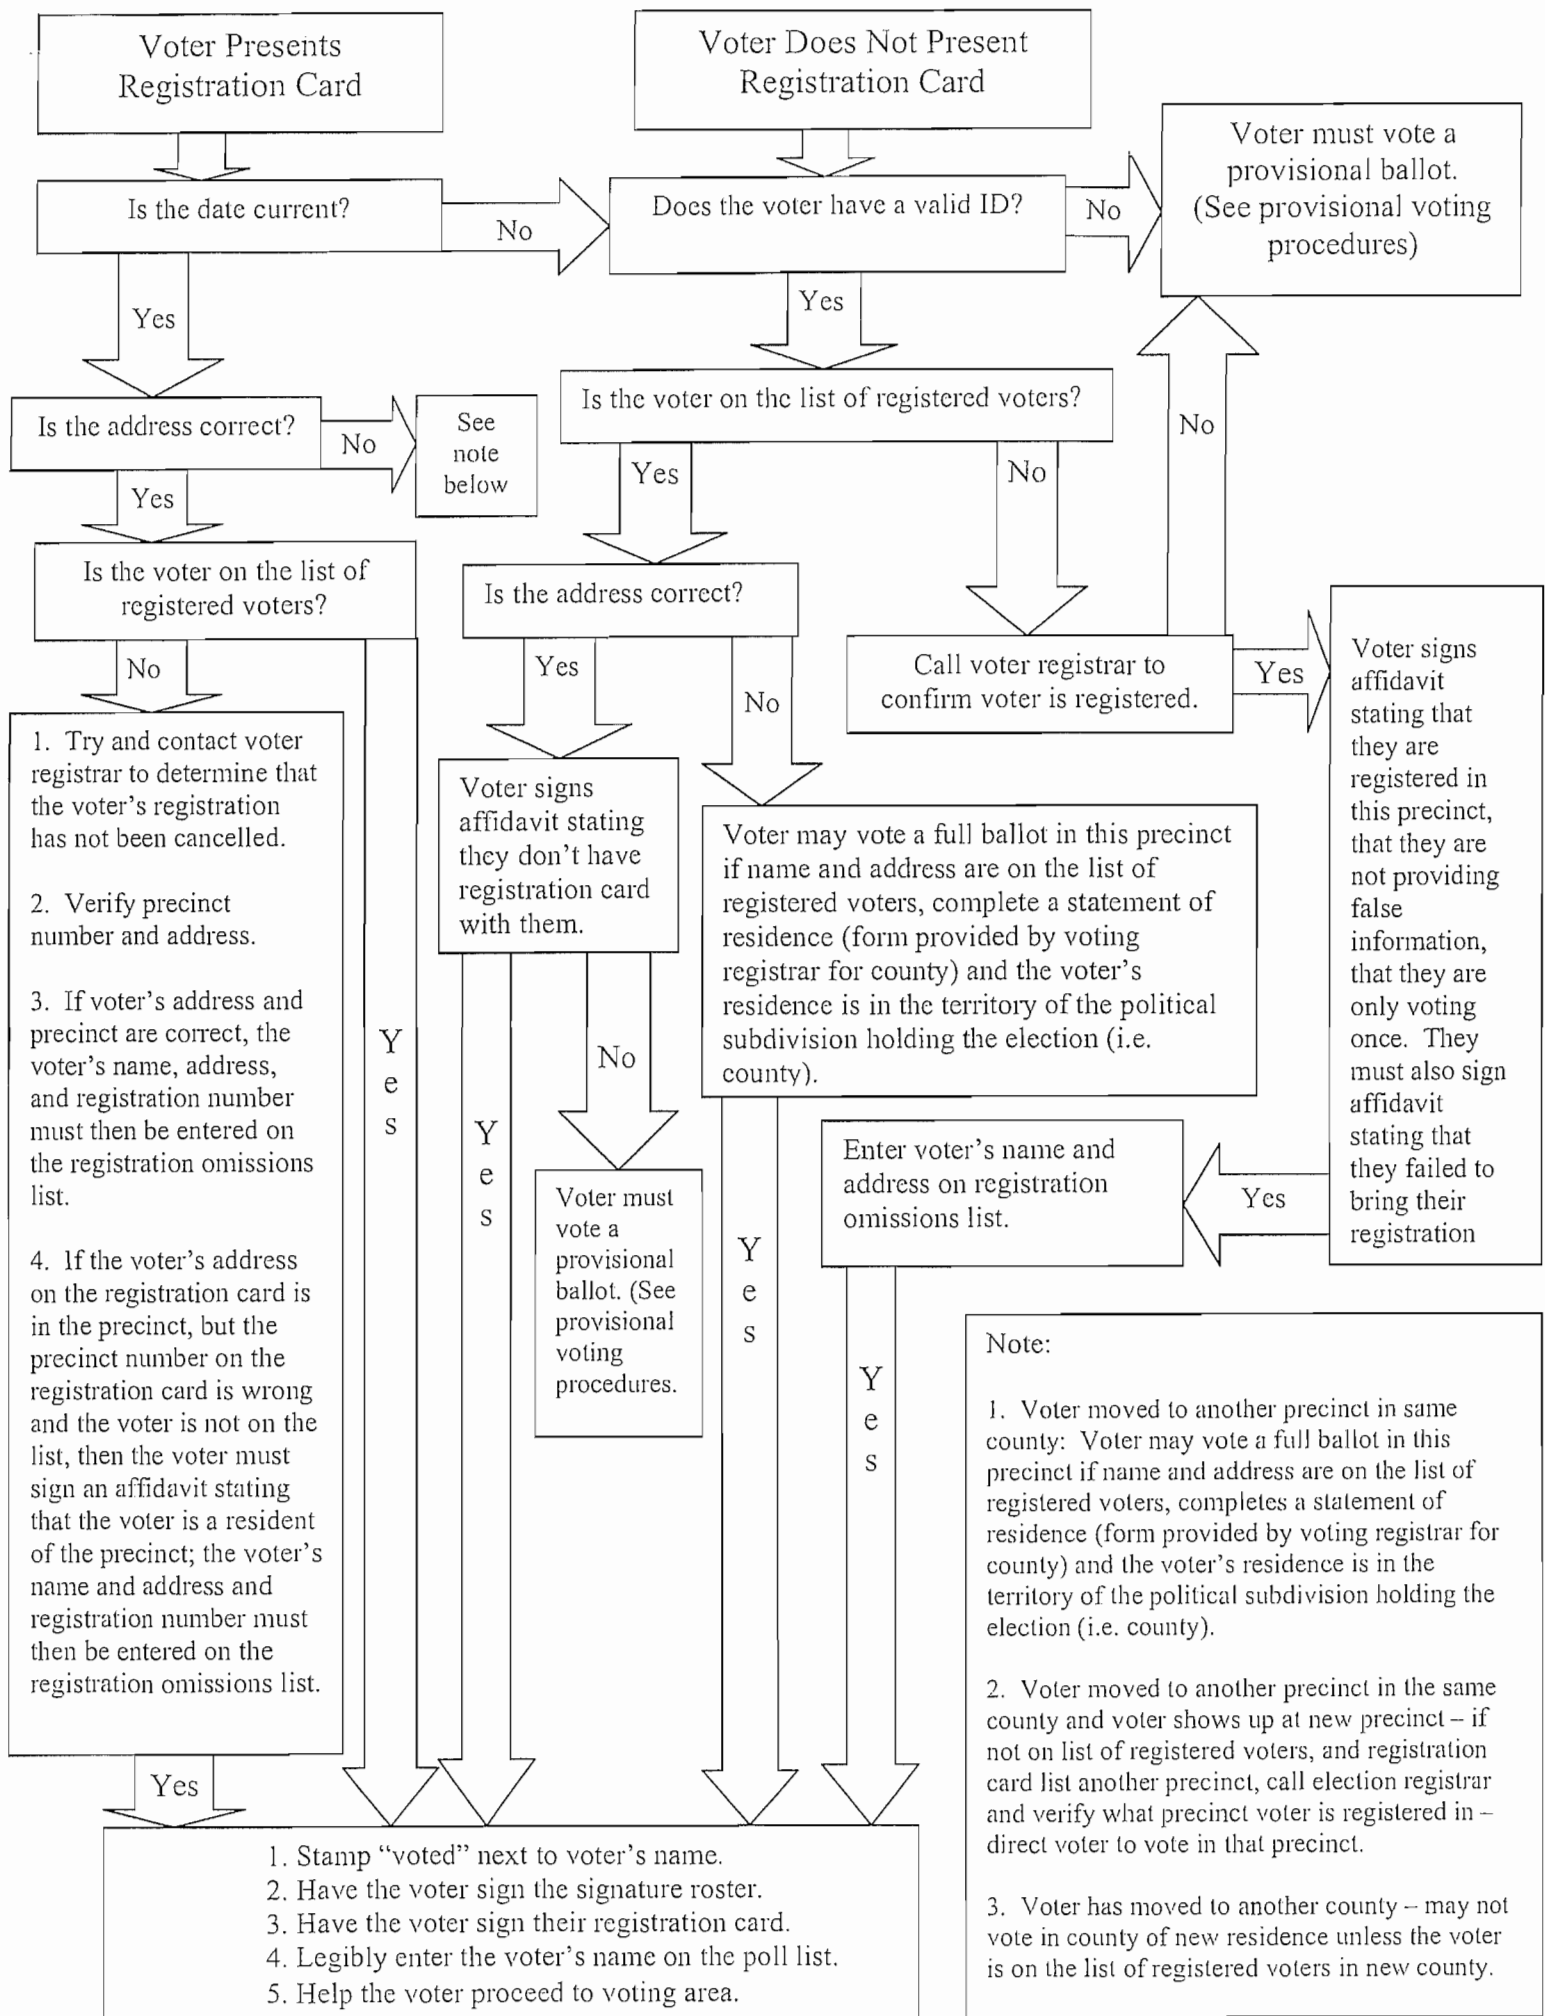 Voter Presents
Registration Card
Voter Does Not Present
Registration Card
Voter must vote a
provisional ballot.
(See provisional voting
procedures)
Is the date current?
No
Does the voter have a valid ID?
No
Yes
Yes
Is the address correct?
No
See
note
below
Is the voter on the list of registered voters?
No
Yes
No
Yes
Is the voter on the list of
registered voters?
Is the address correct?
Call voter registrar to
confirm voter is registered.
Yes
Voter signs
affidavit
stating that
they are
registered in
this precinct,
that they are
not providing
false
information,
that they are
only voting
once. They
must also sign
affidavit
stating that
they failed to
bring their
registration
No
Yes
Yes
No
1. Try and contact voter
registrar to determine that
the voter's registration
has not been cancelled.
2. Verify precinct
number and address.
3. If voter's address and
precinct are correct, the
voter's name, address,
and registration number
must then be entered on
the registration omissions
list.
4. If the voter's address
on the registration card is
in the precinct, but the
precinct number on the
registration card is wrong
and the voter is not on the
list, then the voter must
sign an affidavit stating
that the voter is a resident
of the precinct; the voter's
name and address and
registration number must
then be entered on the
registration omissions list.
Voter signs
affidavit stating
they don't have
registration card
with them.
Voter may vote a full ballot in this precinct
if name and address are on the list of
registered voters, complete a statement of
residence (form provided by voting
registrar for county) and the voter's
residence is in the territory of the political
subdivision holding the election (i.e.
county).
Yes
No
Voter must
vote a
provisional
ballot. (See
provisional
voting
procedures.
Yes
Enter voter's name and
address on registration
omissions list.
Yes
Yes
Yes
1. Stamp “voted” next to voter's name.
2. Have the voter sign the signature roster.
3. Have the voter sign their registration card.
4. Legibly enter the voter's name on the poll list.
5. Help the voter proceed to voting area.
Note:
1. Voter moved to another precinct in same
county: Voter may vote a full ballot in this
precinct if name and address are on the list of
registered voters, completes a statement of
residence (form provided by voting registrar for
county) and the voter's residence is in the
territory of the political subdivision holding the
election (i.e. county).
2. Voter moved to another precinct in the same
county and voter shows up at new precinct – if
not on list of registered voters, and registration
card list another precinct, call election registrar
and verify what precinct voter is registered in –
direct voter to vote in that precinct.
3. Voter has moved to another county – may not
vote in county of new residence unless the voter
is on the list of registered voters in new county.